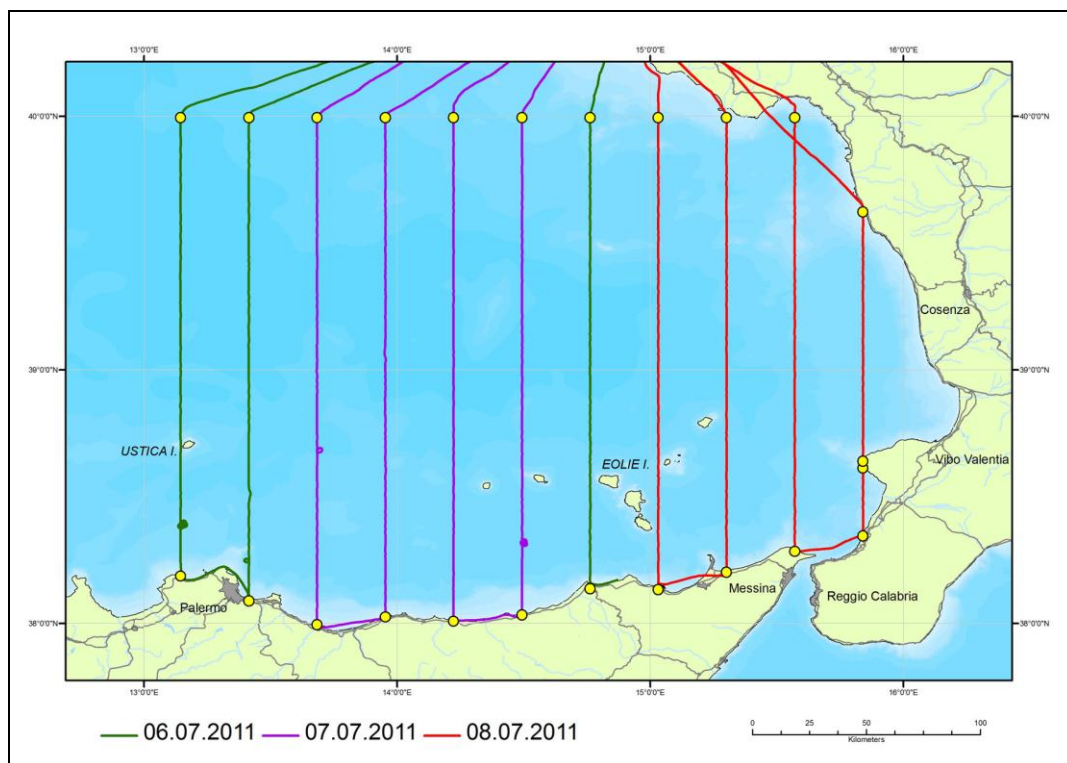 13°0'0"E 14°0'0"E 15°0'0"E 16°0'0"E
40°0'0"N 40°0'0"N
Cosenza
39°0'0"N 39°0'0"N
USTICA I. EOLIE I. Vibo Valentia
Palermo Messina Reggio Calabria
38°0'0"N 38°0'0"N
13°0'0"E 14°0'0"E 15°0'0"E 16°0'0"E
06.07.2011 07.07.2011 08.07.2011
0 25 50 100
Kilometers